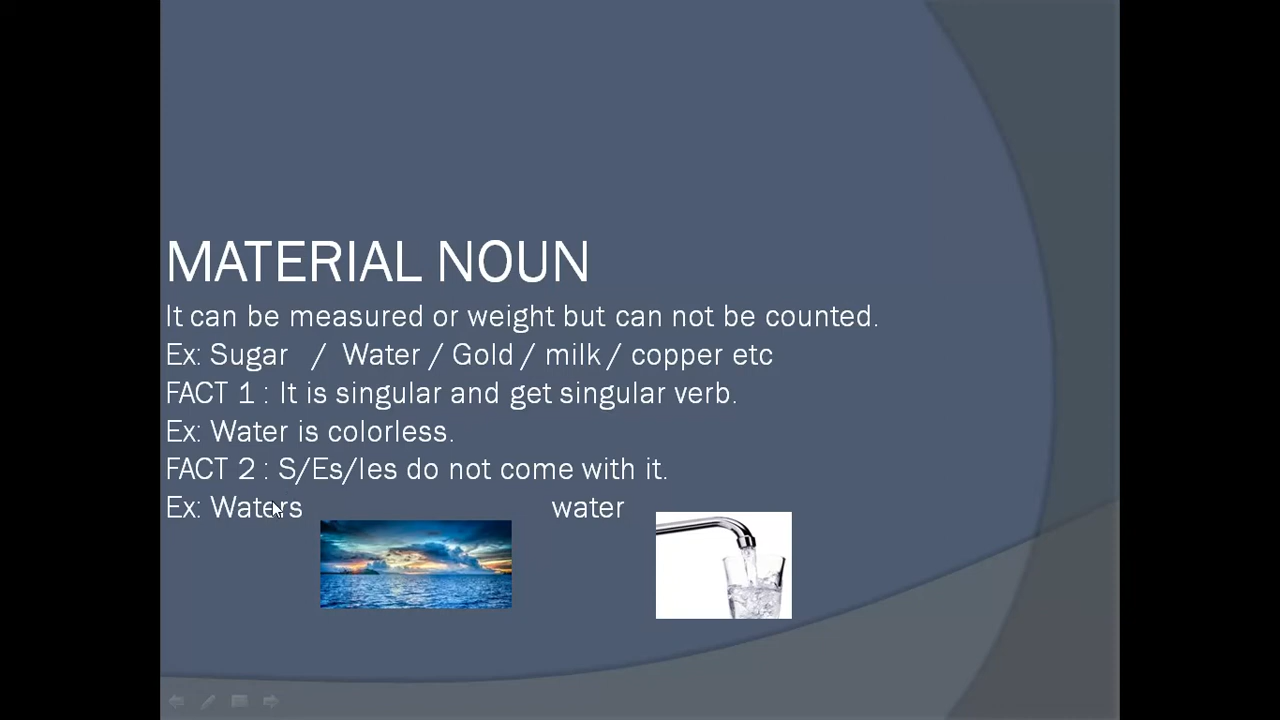 MATERIAL NOUN
It can be measured or weight but can not be counted.
Ex: Sugar / Water / Gold / milk / copper etc
FACT 1 : It is singular and get singular verb.
Ex: Water is colorless.
FACT 2 : S/Es/Ies do not come with it.
Ex: Waters water